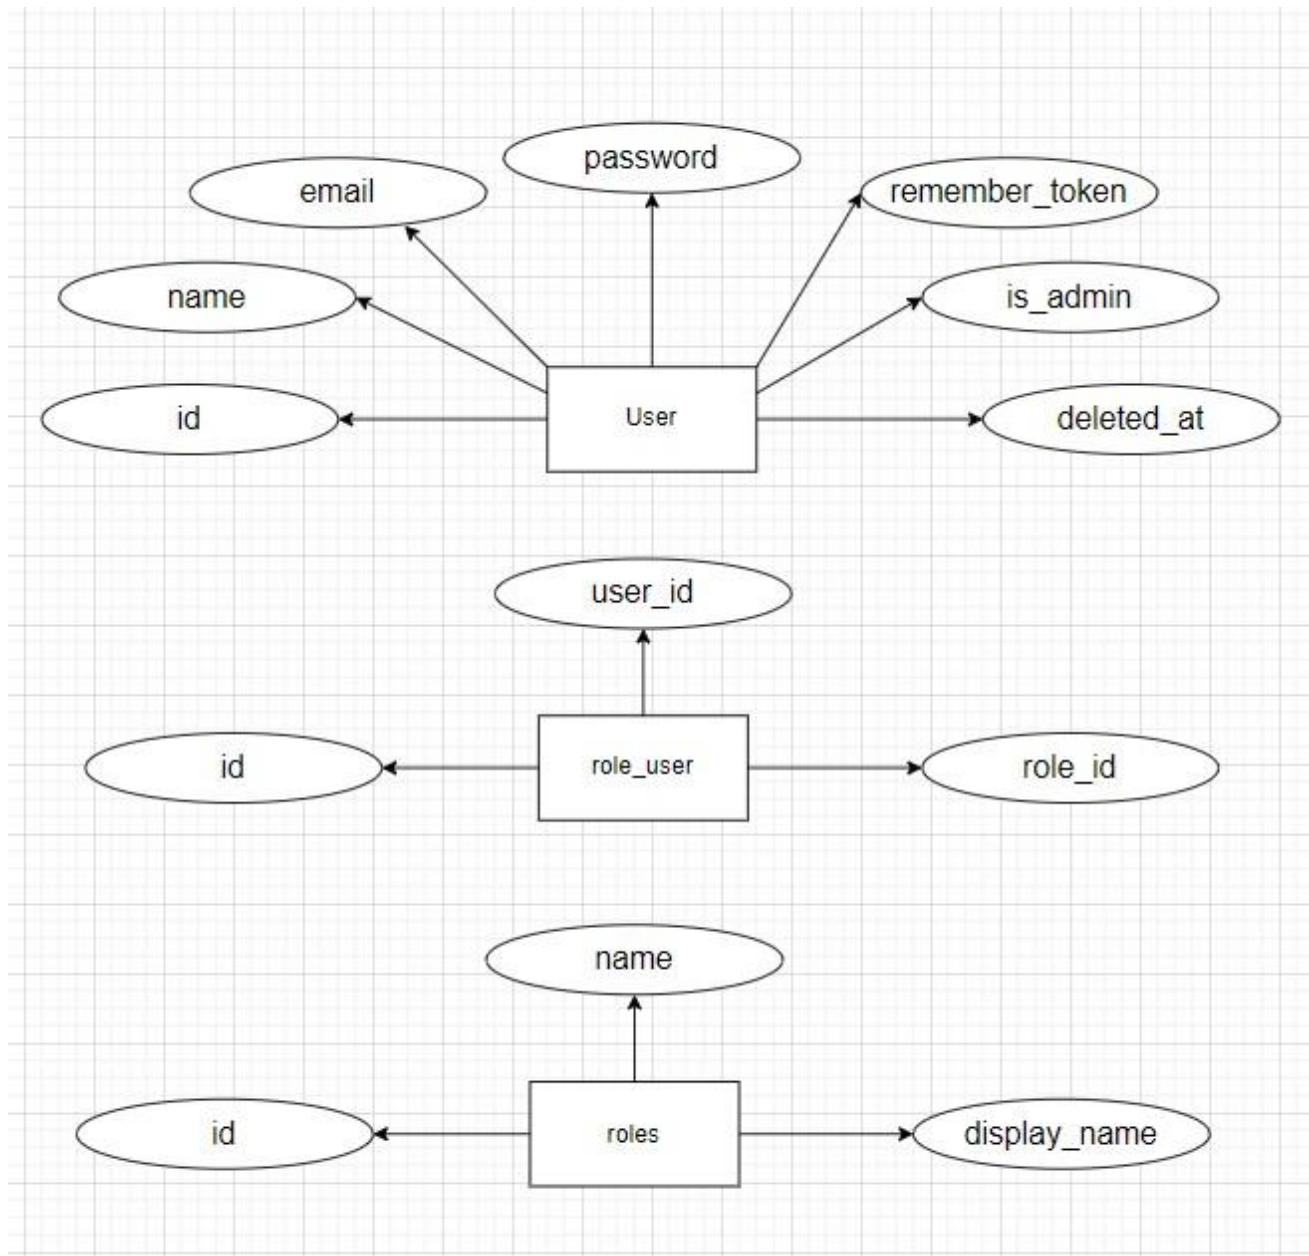 password
email
remember_token
name
is_admin
id
User
deleted_at
user_id
id
role_user
role_id
name
id
roles
display_name